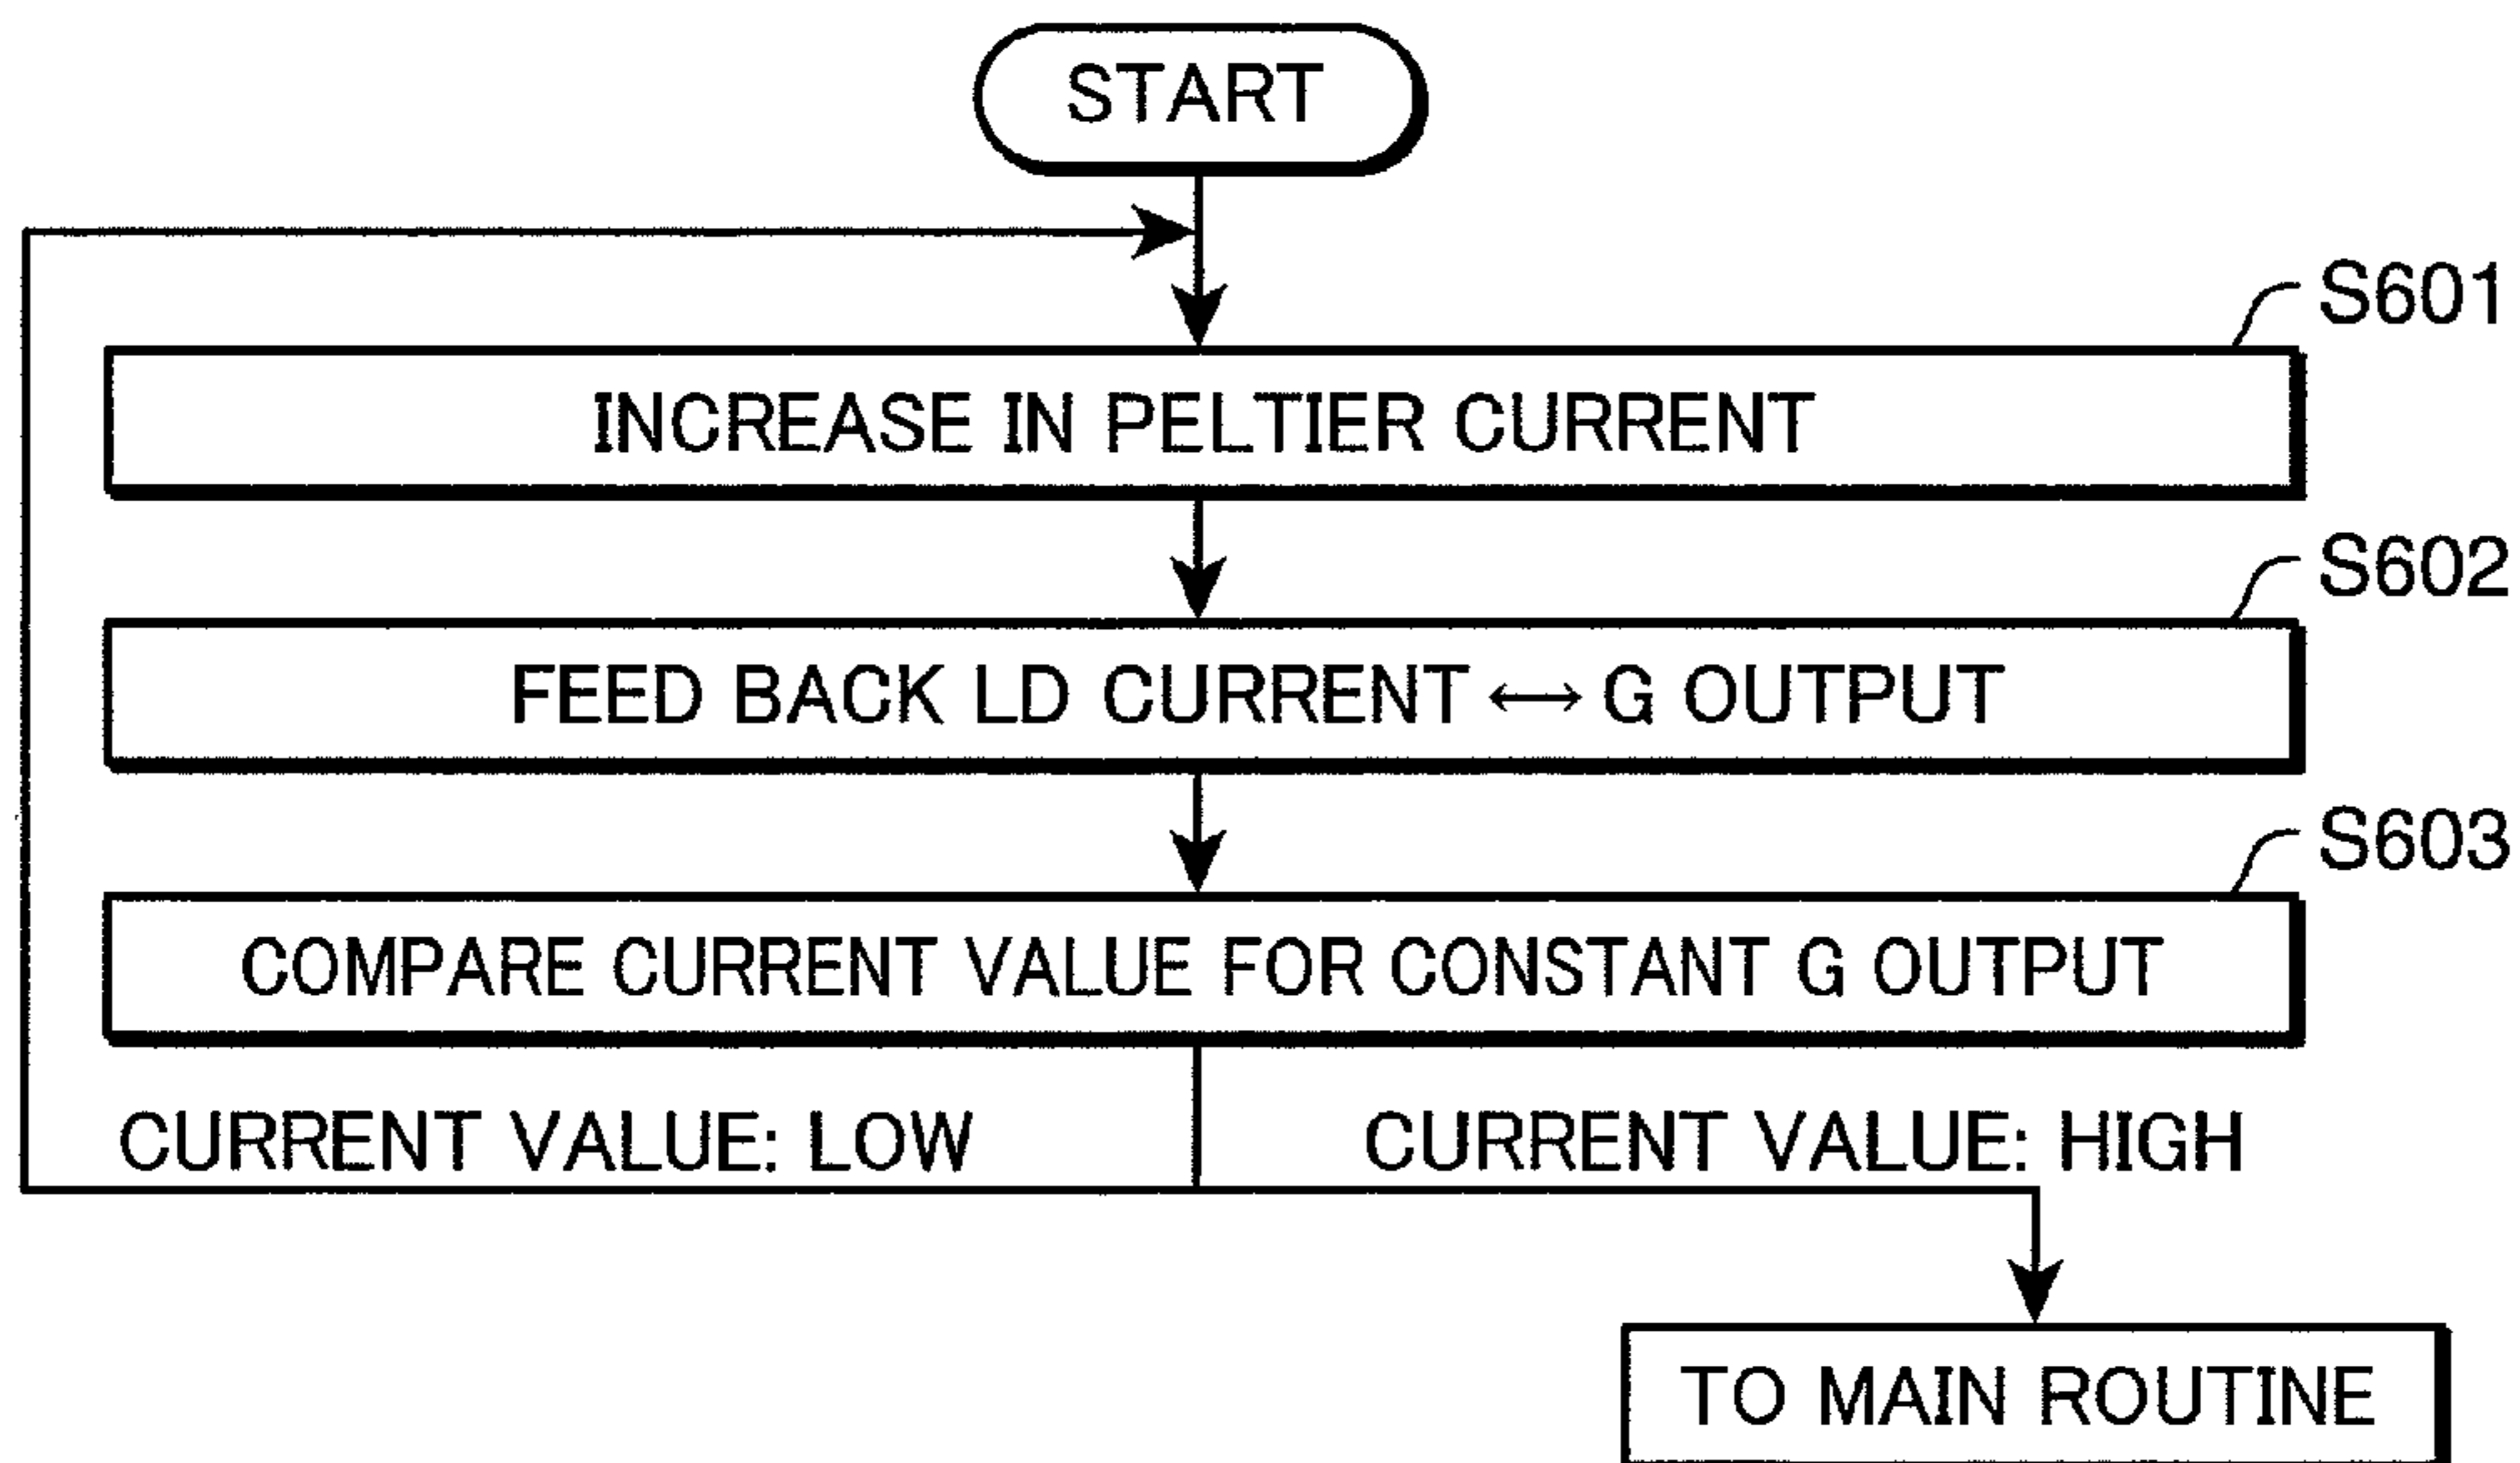 START
S601
INCREASE IN PELTIER CURRENT
S602
FEED BACK LD CURRENT ↔ G OUTPUT
S603
COMPARE CURRENT VALUE FOR CONSTANT G OUTPUT
CURRENT VALUE: LOW
CURRENT VALUE: HIGH
TO MAIN ROUTINE